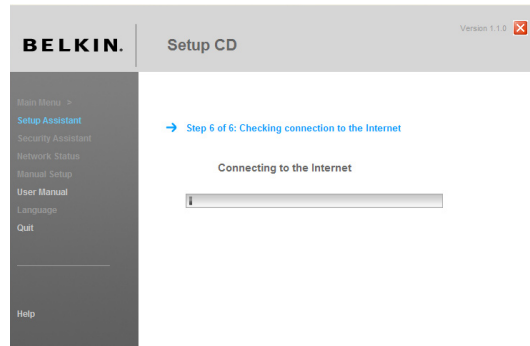 BELKIN.
Setup CD
Version 1.1.0
Main Menu >
Setup Assistant
Security Assistant
Network Status
Manual Setup
User Manual
Language
Quit
Help
Step 6 of 6: Checking connection to the Internet
Connecting to the Internet